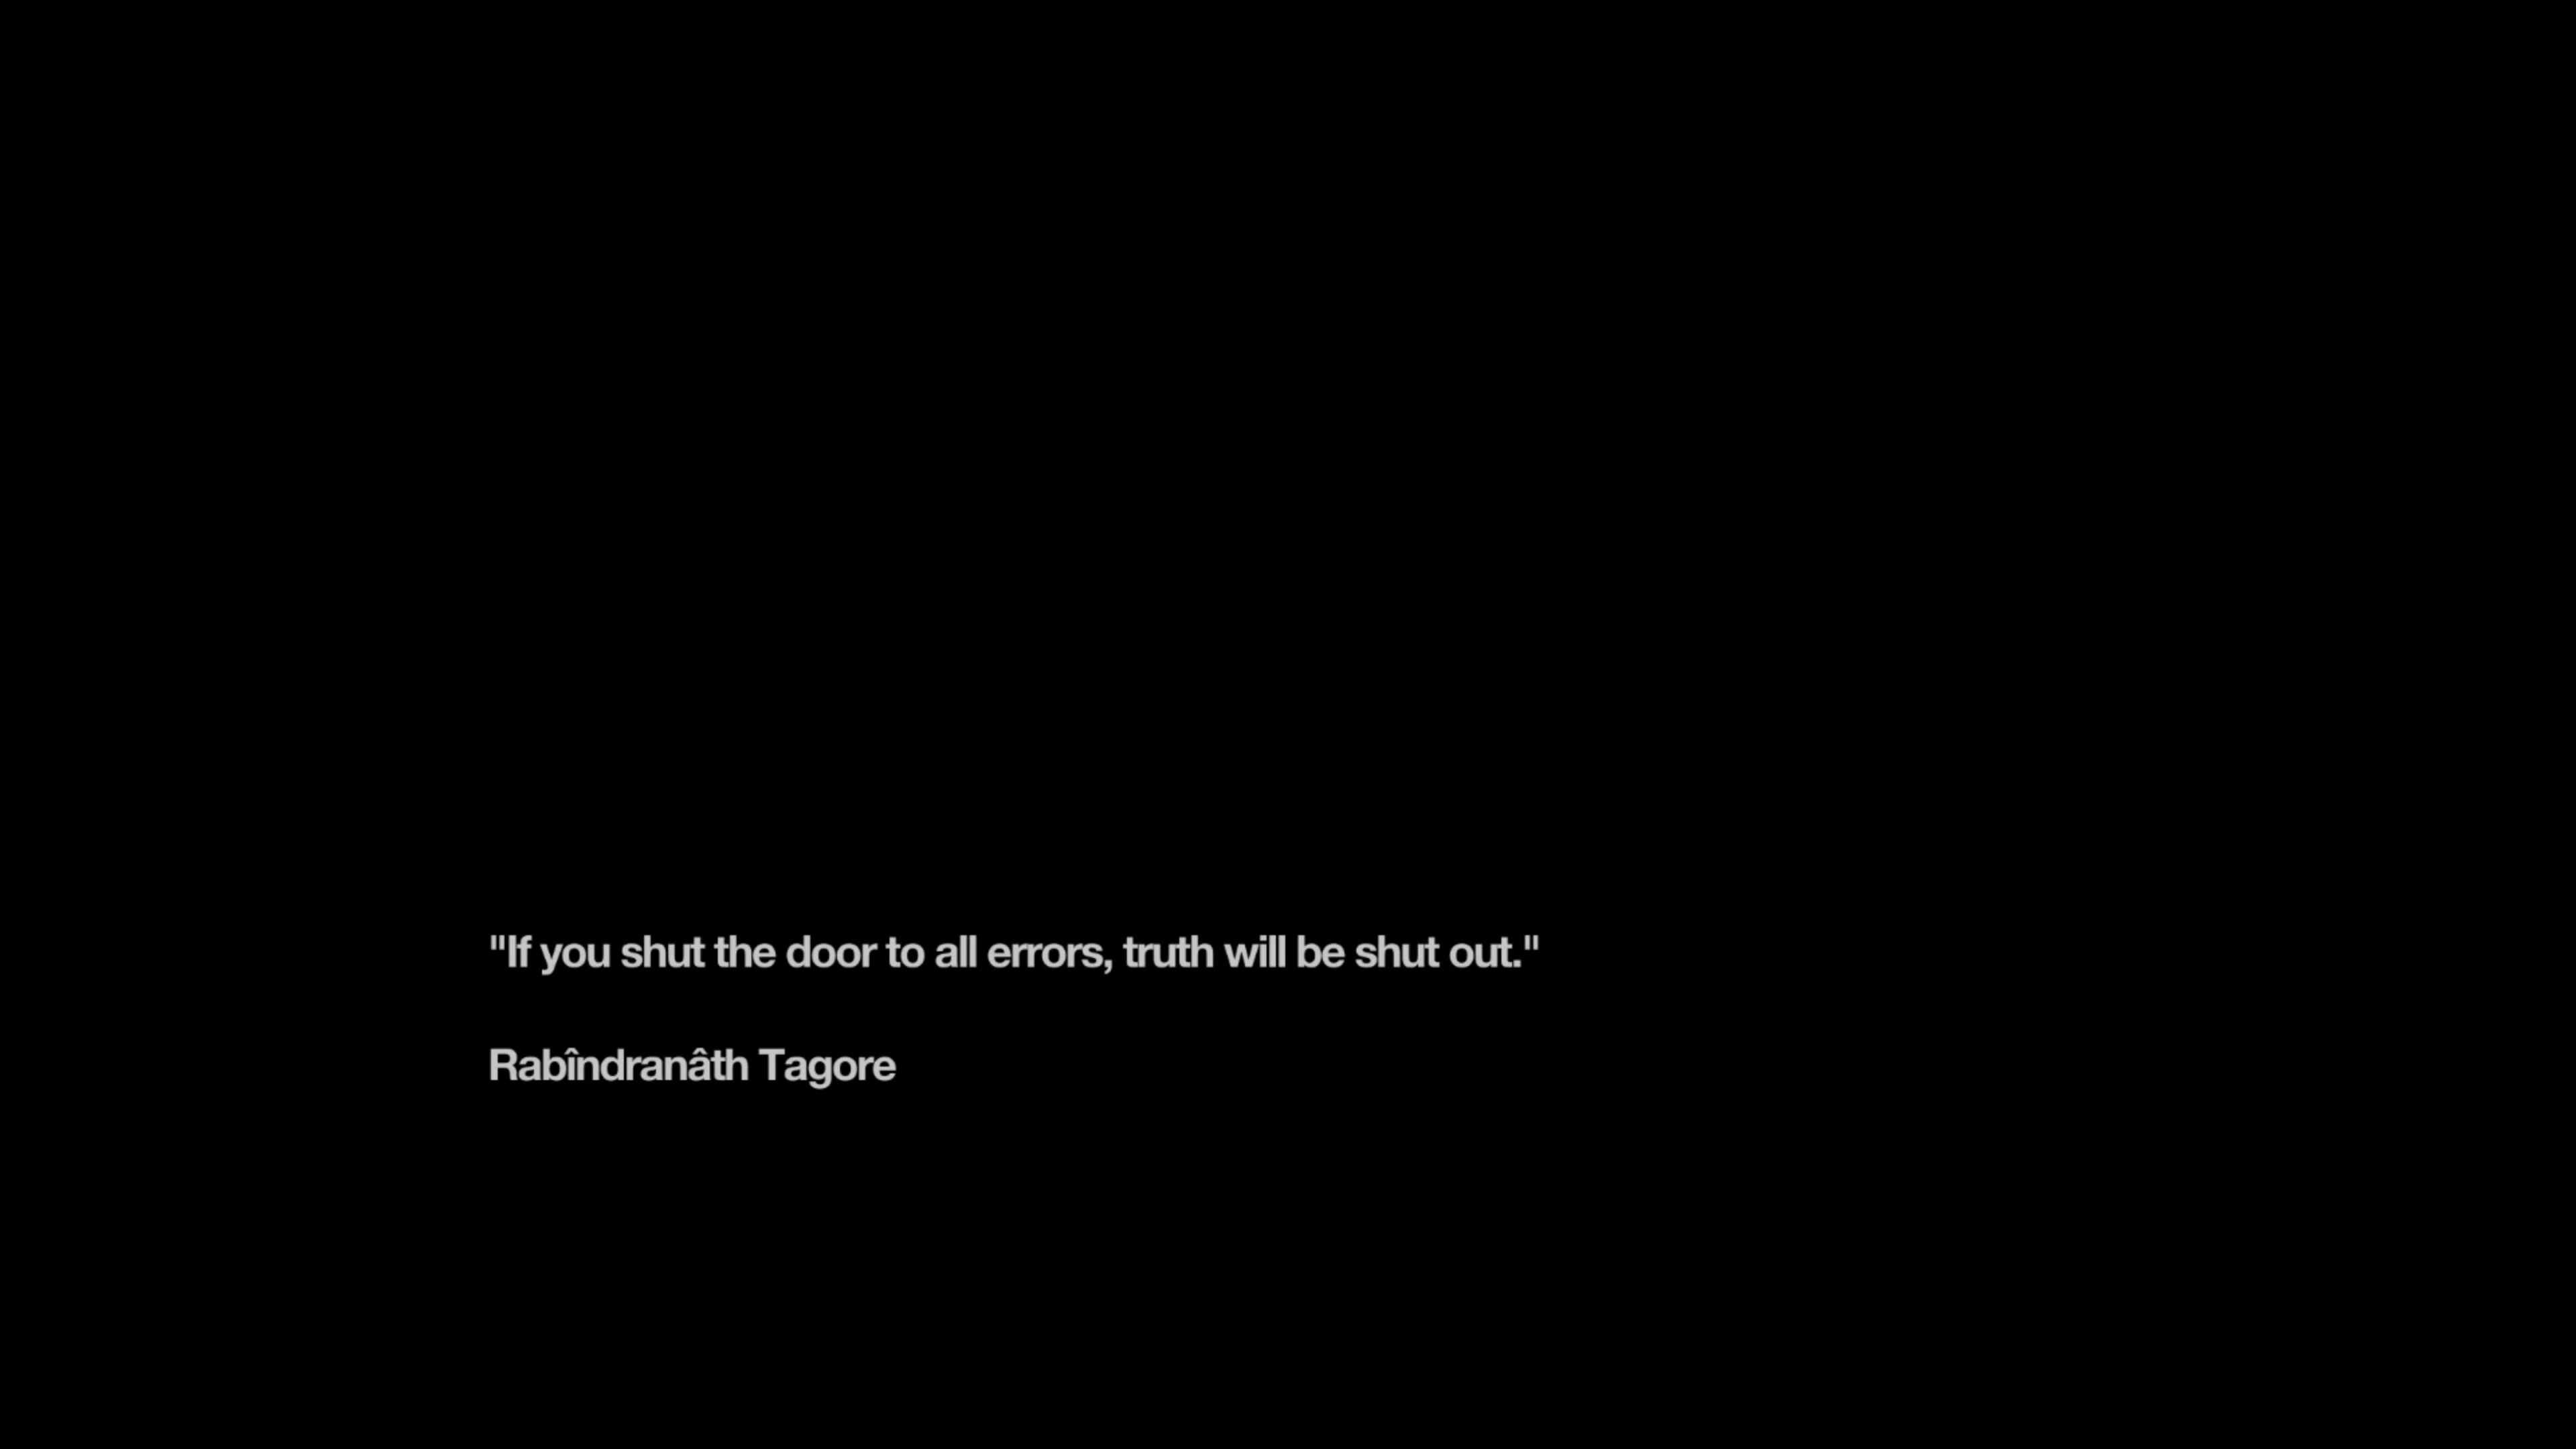 "If you shut the door to all errors, truth will be shut out."
Rabîndranâth Tagore